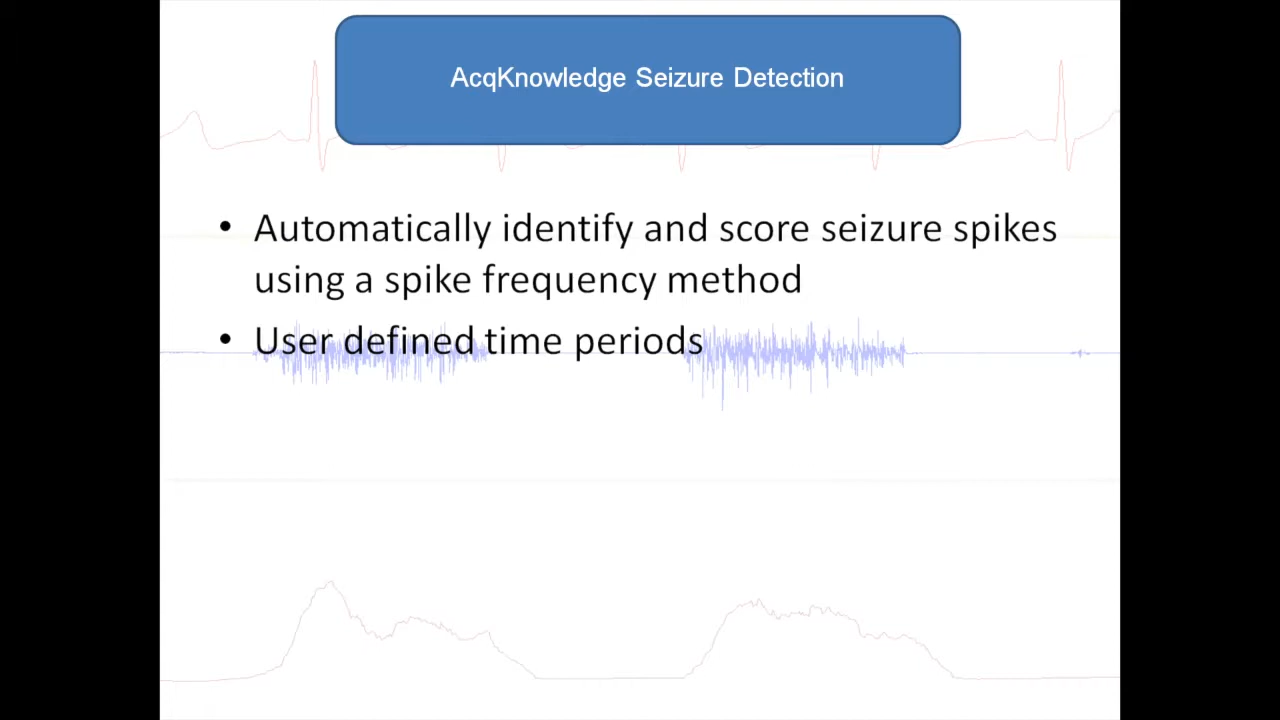 AcqKnowledge Seizure Detection
• Automatically identify and score seizure spikes
using a spike frequency method
• User defined time periods